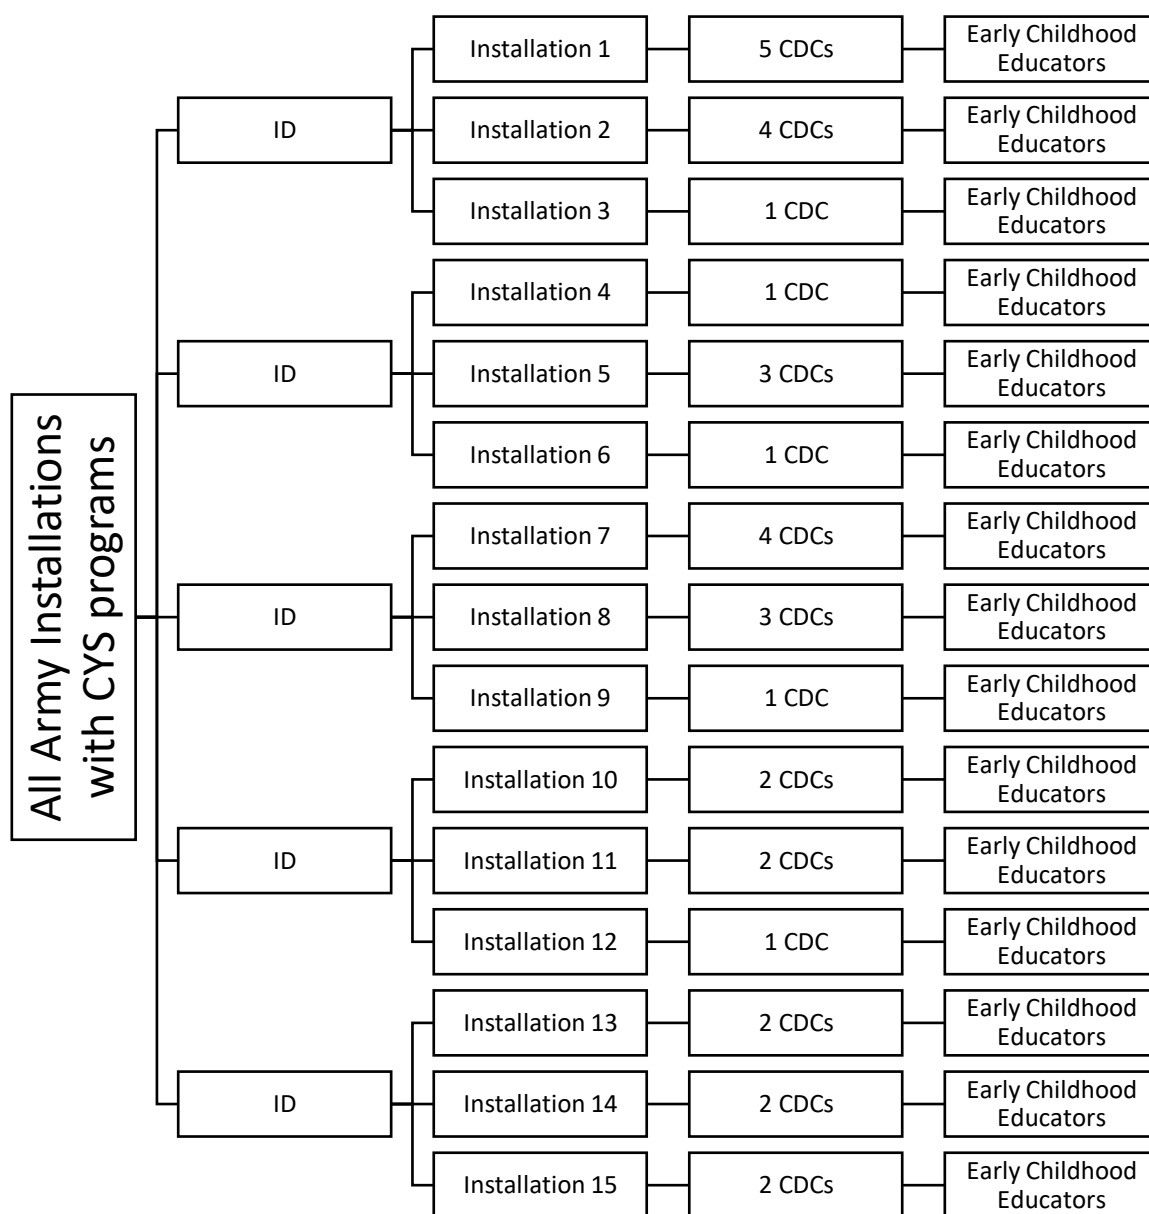 All Army Installations
with CYS programs
ID
Installation 1
5 CDCs
Early Childhood
Educators
Installation 2
4 CDCs
Early Childhood
Educators
Installation 3
1 CDC
Early Childhood
Educators
ID
Installation 4
1 CDC
Early Childhood
Educators
Installation 5
3 CDCs
Early Childhood
Educators
Installation 6
1 CDC
Early Childhood
Educators
ID
Installation 7
4 CDCs
Early Childhood
Educators
Installation 8
3 CDCs
Early Childhood
Educators
Installation 9
1 CDC
Early Childhood
Educators
ID
Installation 10
2 CDCs
Early Childhood
Educators
Installation 11
2 CDCs
Early Childhood
Educators
Installation 12
1 CDC
Early Childhood
Educators
ID
Installation 13
2 CDCs
Early Childhood
Educators
Installation 14
2 CDCs
Early Childhood
Educators
Installation 15
2 CDCs
Early Childhood
Educators